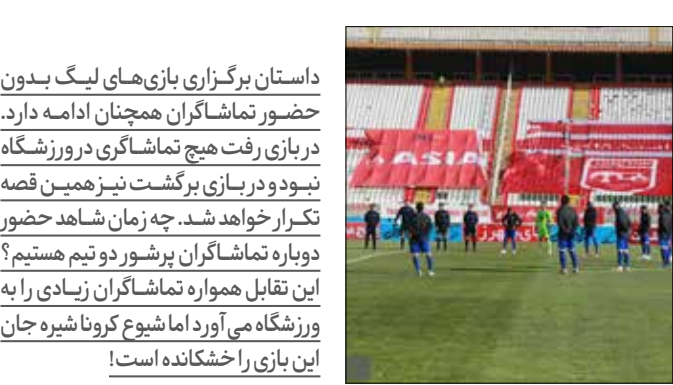 داستان برگزاری بازی‌های لیگ بدون
حضور تماشاگران همچنان ادامه دارد.
در بازی رفت هیچ تماشاگری در ورزشگاه
نبود و در بازی برگشت نیز همین قصه
تکرار خواهد شد. چه زمان شاهد حضور
دوباره تماشاگران پرشور دو تیم هستیم؟
این تقابل همواره تماشاگران زیادی را به
ورزشگاه می‌آورد اما شیوع کرونا شیره جان
این بازی را خشکانده است!
ASIA